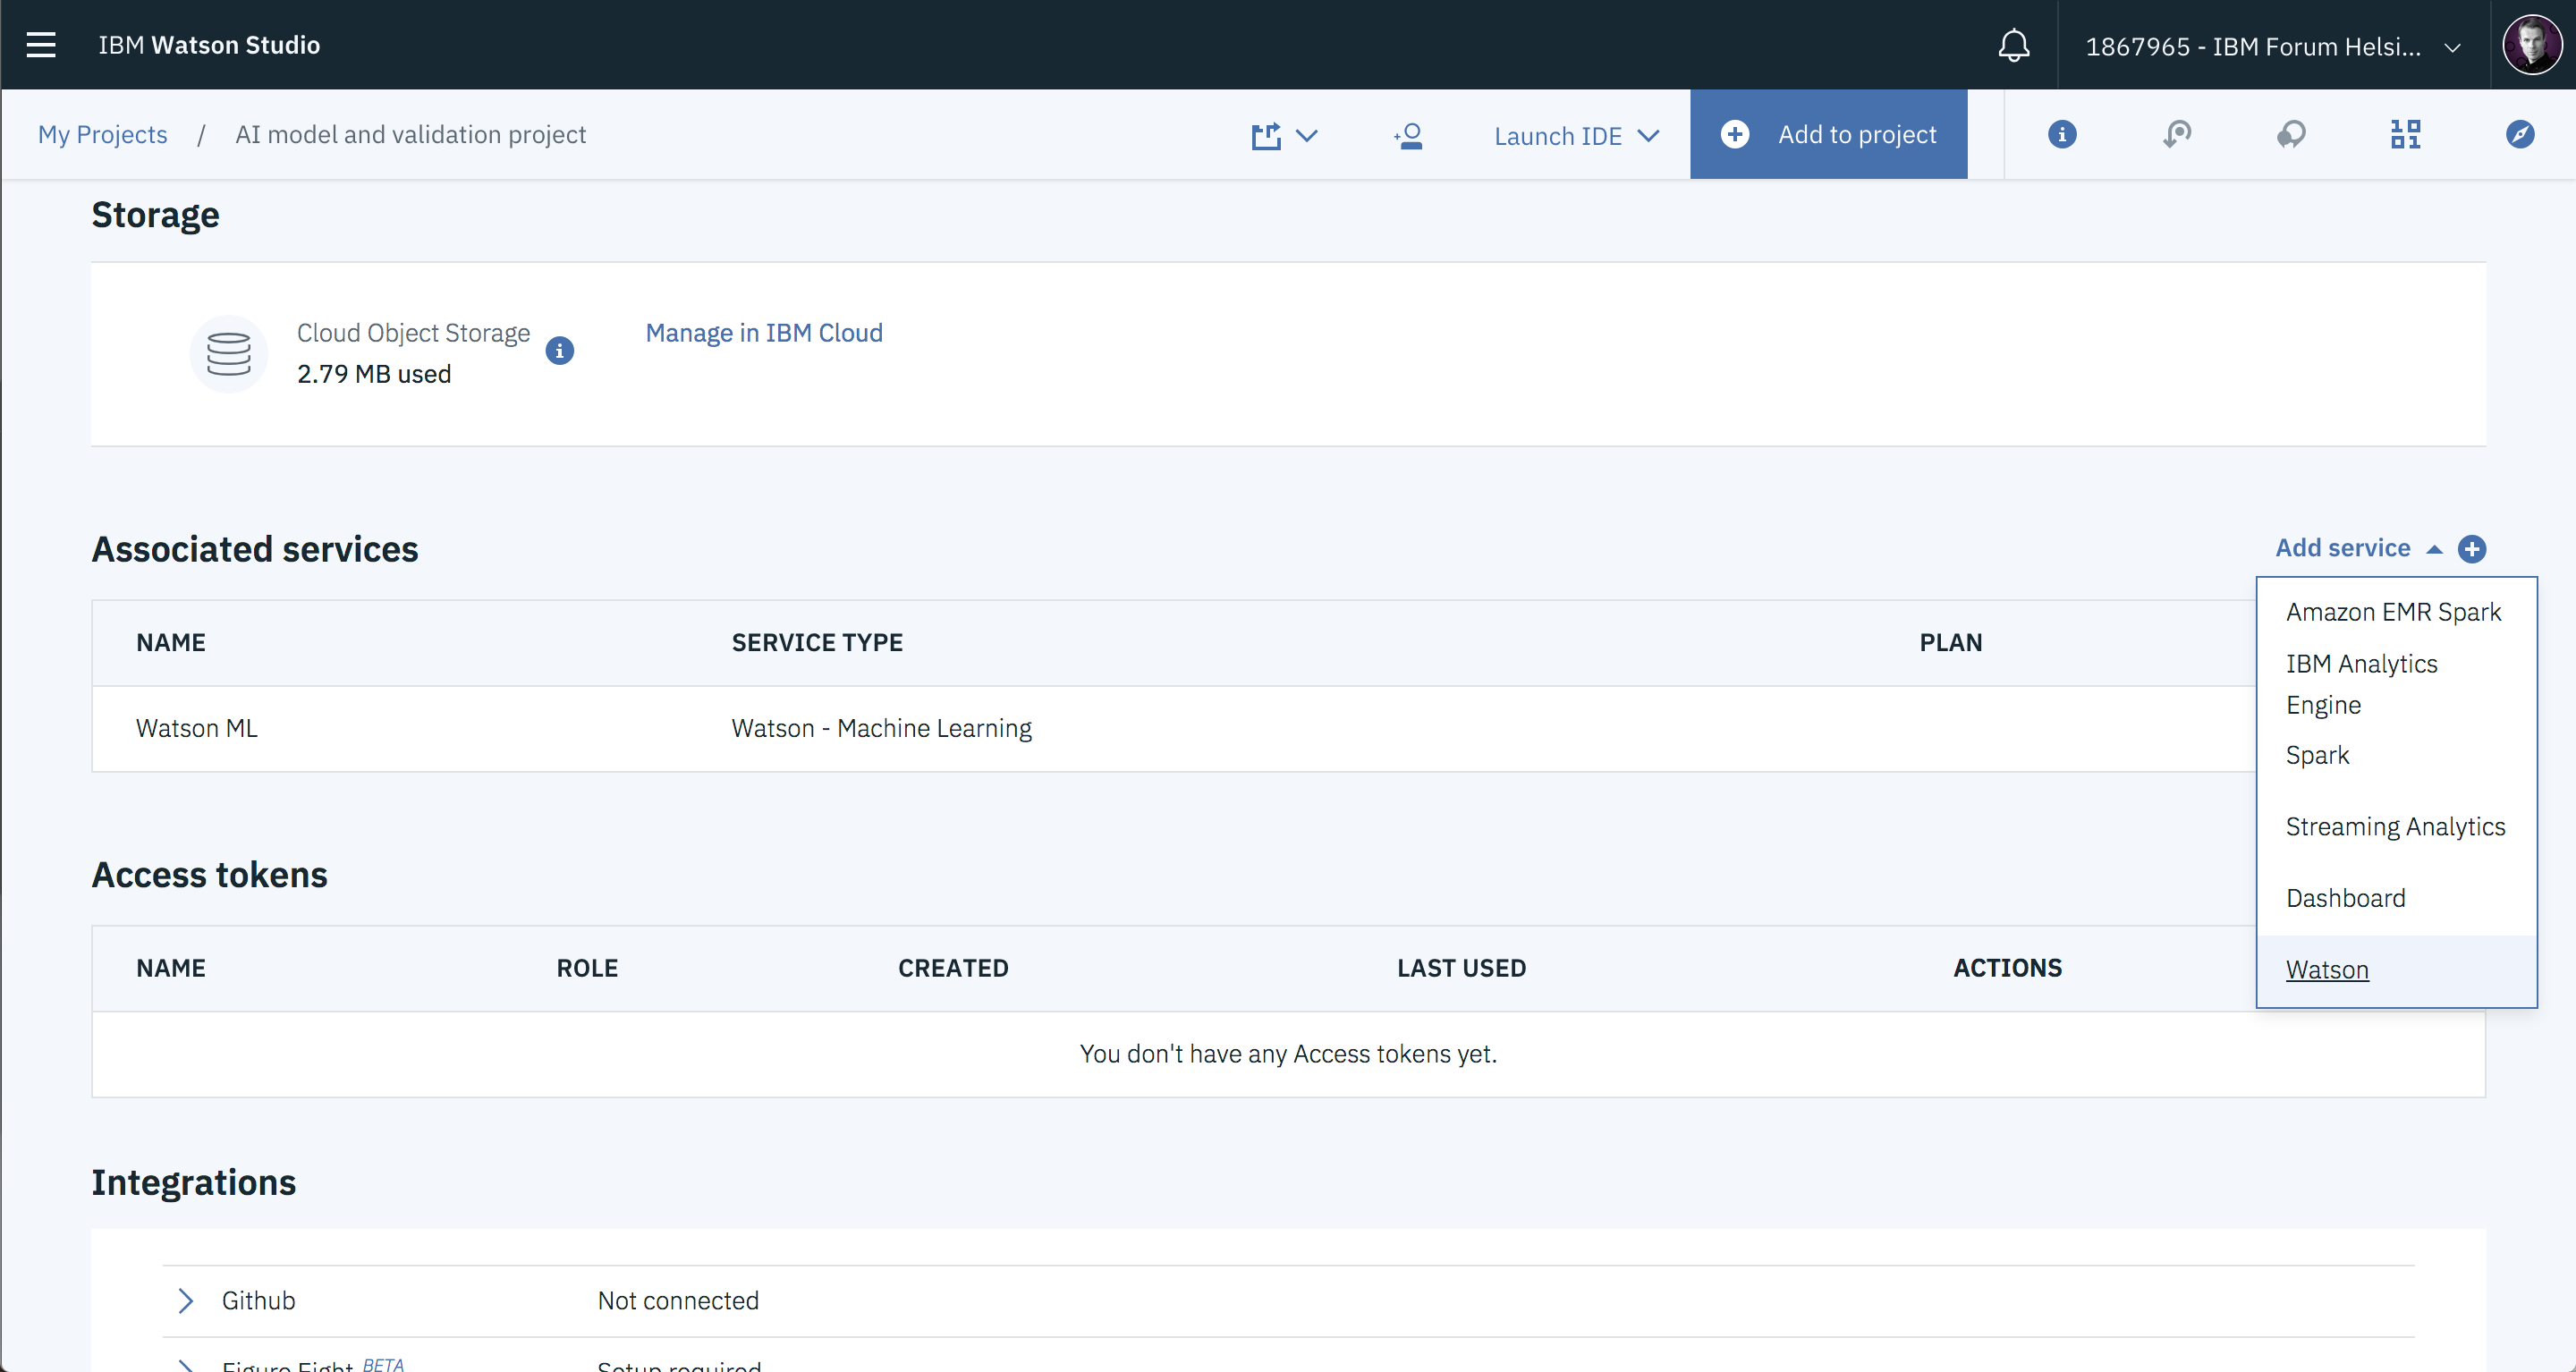 IBM Watson Studio
1867965 - IBM Forum Helsi...
My Projects / AI model and validation project
Launch IDE
Add to project
Storage
Cloud Object Storage
2.79 MB used
Manage in IBM Cloud
Associated services
Add service
NAME SERVICE TYPE PLAN
Watson ML Watson - Machine Learning
Amazon EMR Spark
IBM Analytics
Engine
Spark
Streaming Analytics
Dashboard
Watson
Access tokens
NAME ROLE CREATED LAST USED ACTIONS
You don't have any Access tokens yet.
Integrations
Github Not connected
Figure Eight BETA Setup required